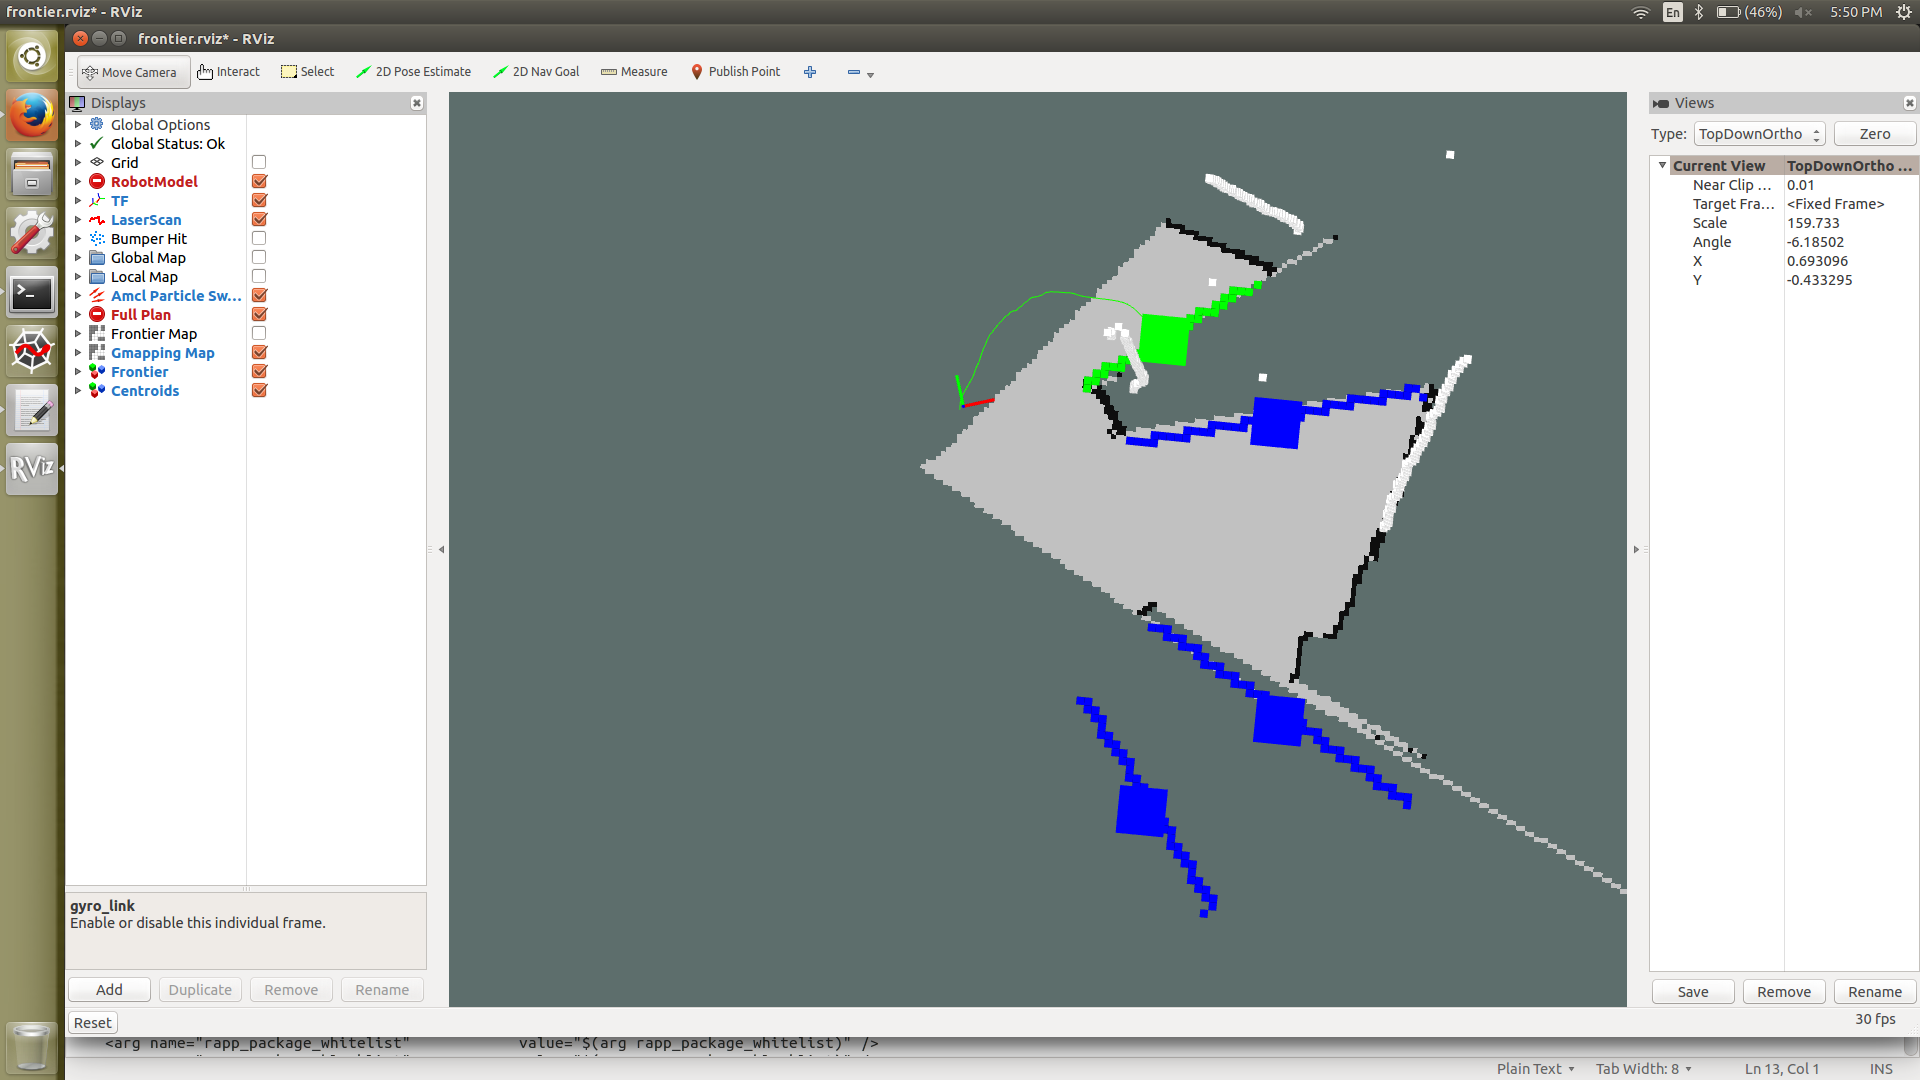 frontier.rviz* - RViz
En (46%) 5:50 PM
frontier.rviz* - RViz
Move Camera Interact Select 2D Pose Estimate 2D Nav Goal Measure Publish Point
Displays
Global Options
Global Status: Ok
Grid
RobotModel
TF
LaserScan
Bumper Hit
Global Map
Local Map
Amcl Particle Sw...
Full Plan
Frontier Map
Gmapping Map
Frontier
Centroids
gyro_link
Enable or disable this individual frame.
Add Duplicate Remove Rename
Reset
Views
Type: TopDownOrtho Zero
Current View TopDownOrtho ...
Near Clip ... 0.01
Target Fra... <Fixed Frame>
Scale 159.733
Angle -6.18502
X 0.693096
Y -0.433295
Save Remove Rename
30 fps
RViz
<arg name="rapp_package_whitelist" value="$(arg rapp_package_whitelist)" />
Plain Text Tab Width: 8 Ln 13, Col 1 INS